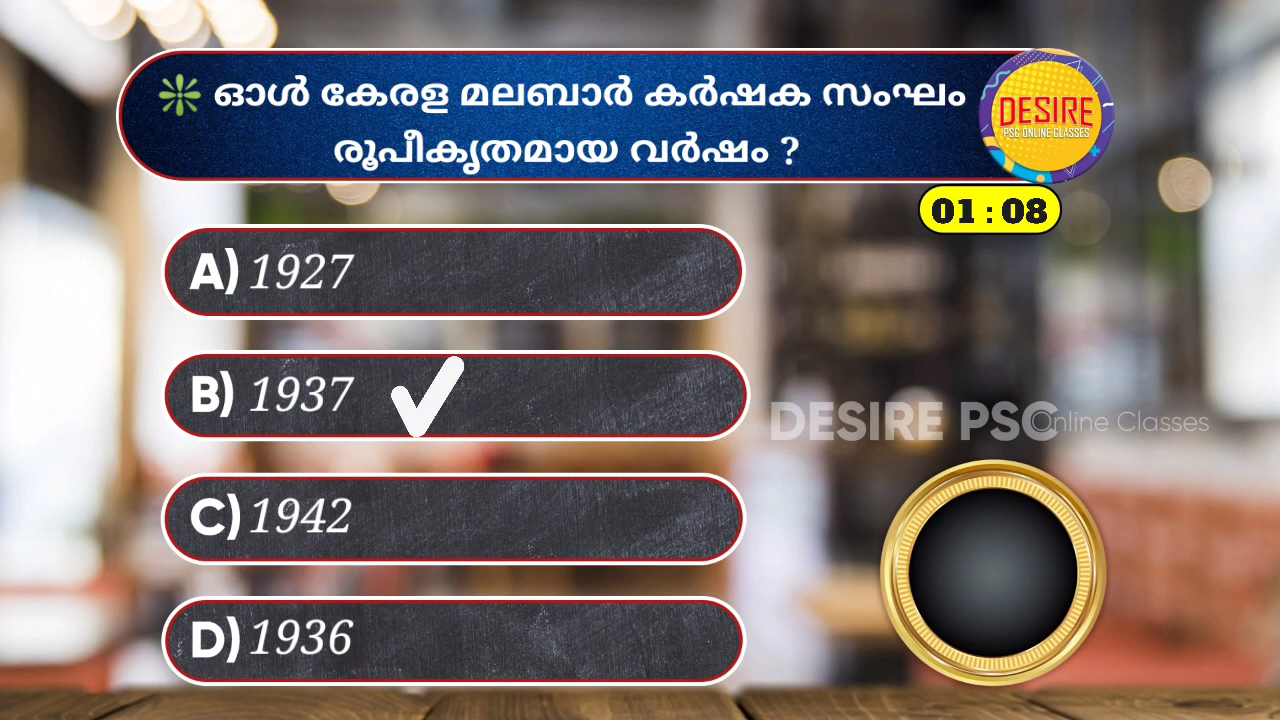 ഓൾ കേരള മലബാർ കർഷക സംഘം
രൂപീകൃതമായ വർഷം ?
DESIRE
PSC ONLINE CLASSES
01 : 08
A) 1927
B) 1937
DESIRE PSC Online Classes
C) 1942
D) 1936